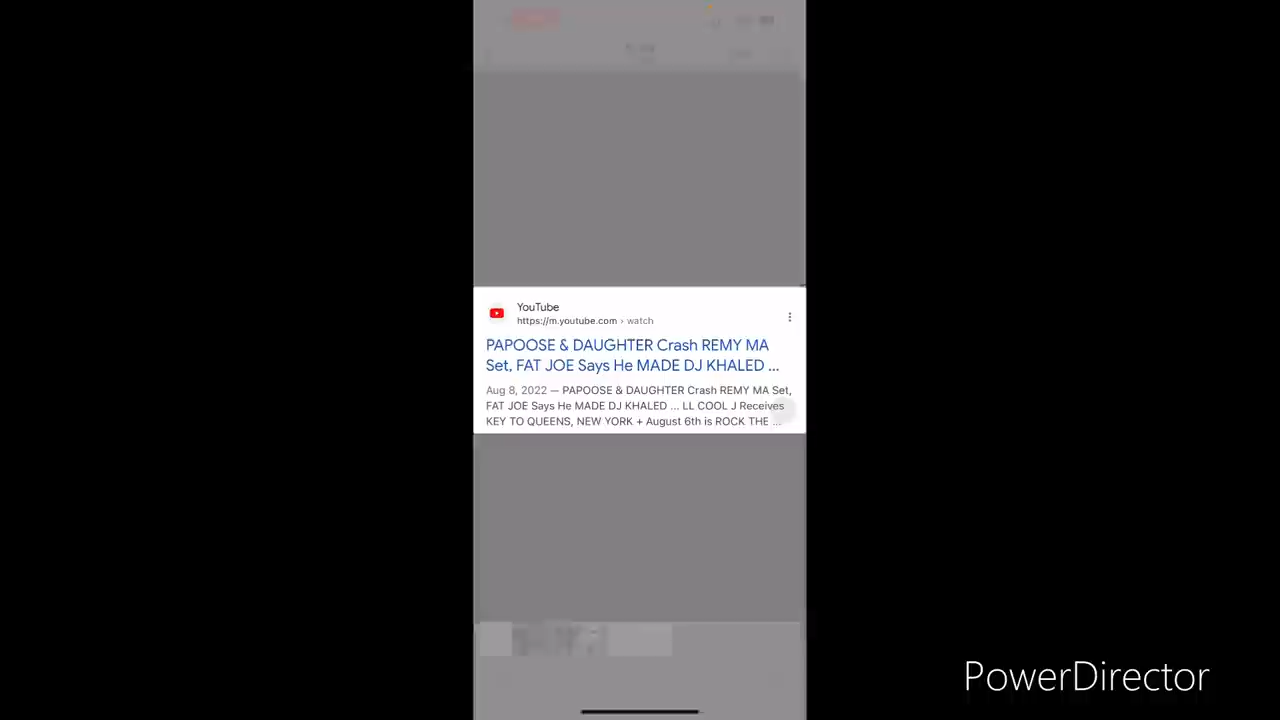 YouTube
https://m.youtube.com › watch
PAPOOSE & DAUGHTER Crash REMY MA
Set, FAT JOE Says He MADE DJ KHALED ...
Aug 8, 2022 — PAPOOSE & DAUGHTER Crash REMY MA Set,
FAT JOE Says He MADE DJ KHALED ... LL COOL J Receives
KEY TO QUEENS, NEW YORK + August 6th is ROCK THE ...
PowerDirector